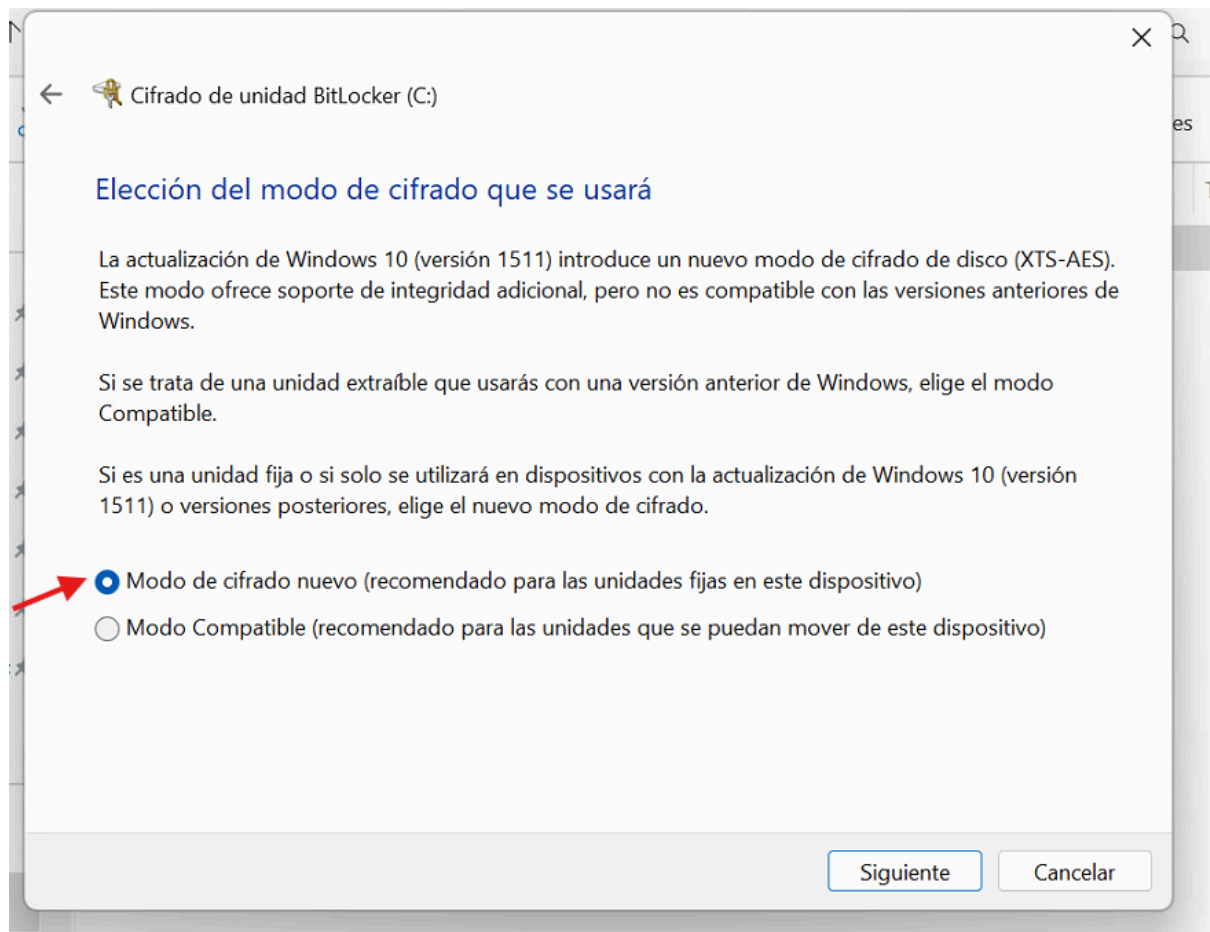 Cifrado de unidad BitLocker (C:)
es
Elección del modo de cifrado que se usará
La actualización de Windows 10 (versión 1511) introduce un nuevo modo de cifrado de disco (XTS-AES).
Este modo ofrece soporte de integridad adicional, pero no es compatible con las versiones anteriores de
Windows.
Si se trata de una unidad extraíble que usarás con una versión anterior de Windows, elige el modo
Compatible.
Si es una unidad fija o si solo se utilizará en dispositivos con la actualización de Windows 10 (versión
1511) o versiones posteriores, elige el nuevo modo de cifrado.
Modo de cifrado nuevo (recomendado para las unidades fijas en este dispositivo)
Modo Compatible (recomendado para las unidades que se puedan mover de este dispositivo)
Siguiente
Cancelar